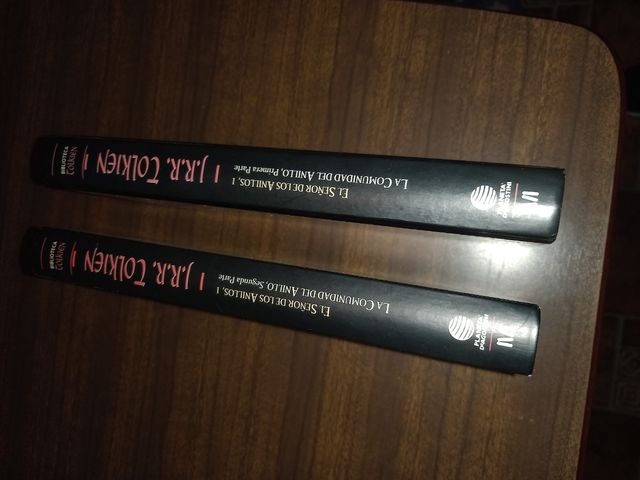 BIBLIOTECA
TOLKIEN
J.R.R. TOLKIEN
EL SEÑOR DE LOS ANILLOS, I
LA COMUNIDAD DEL ANILLO, Primera Parte
PLANETA
DeAGOSTINI
M
BIBLIOTECA
TOLKIEN
J.R.R. TOLKIEN
EL SEÑOR DE LOS ANILLOS, I
LA COMUNIDAD DEL ANILLO, Segunda Parte
PLANETA
DeAGOSTINI